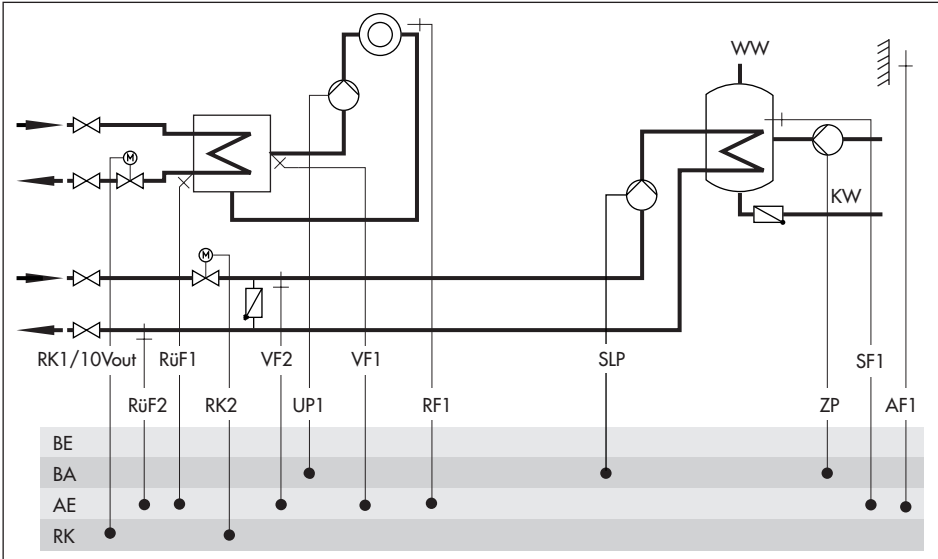 WW
M
KW
M
RK1/10Vout RüF1 VF2 VF1 SLP SF1
RüF2 RK2 UP1 RF1 ZP AF1
BE
BA
AE
RK